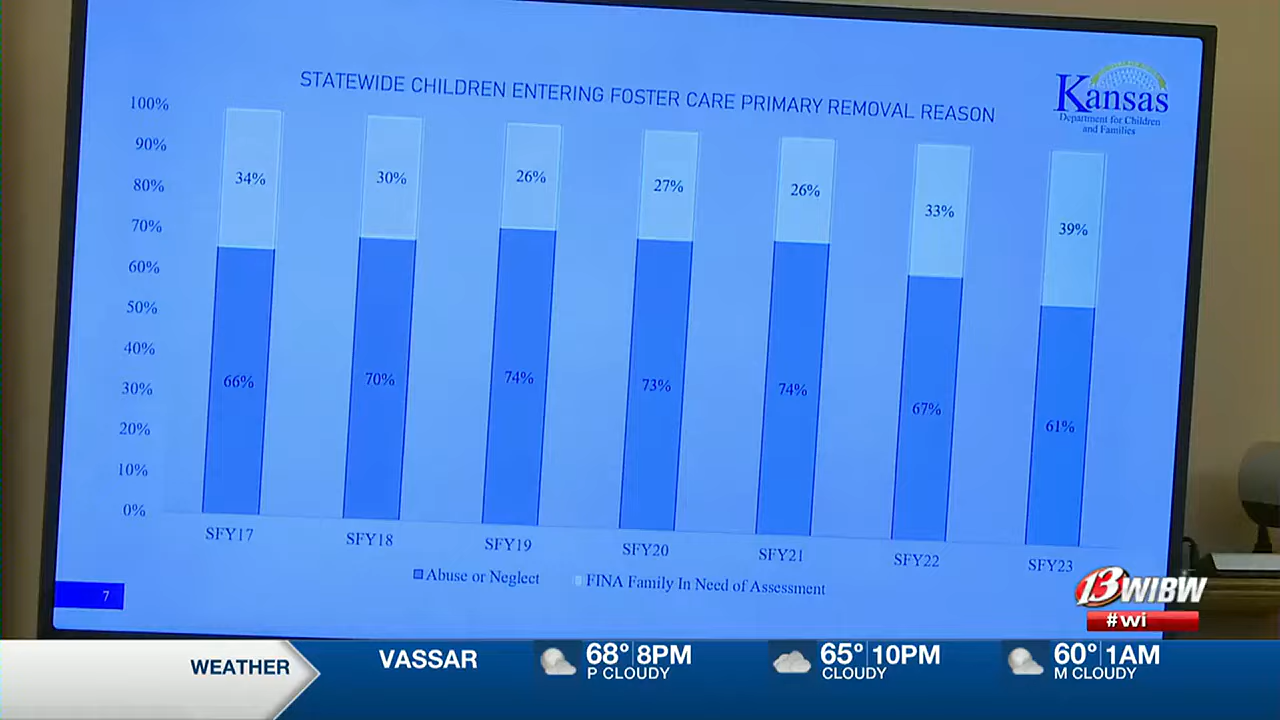 STATEWIDE CHILDREN ENTERING FOSTER CARE PRIMARY REMOVAL REASON
Kansas
Department for Children
and Families
100%
90%
80%
70%
60%
50%
40%
30%
20%
10%
0%
34%
30%
26%
27%
26%
33%
39%
66%
70%
74%
73%
74%
67%
61%
SFY17
SFY18
SFY19
SFY20
SFY21
SFY22
SFY23
Abuse or Neglect
FINA Family In Need of Assessment
7
13 WIBW
#wi
WEATHER
VASSAR
68° 8PM
P CLOUDY
65° 10PM
CLOUDY
60° 1AM
M CLOUDY